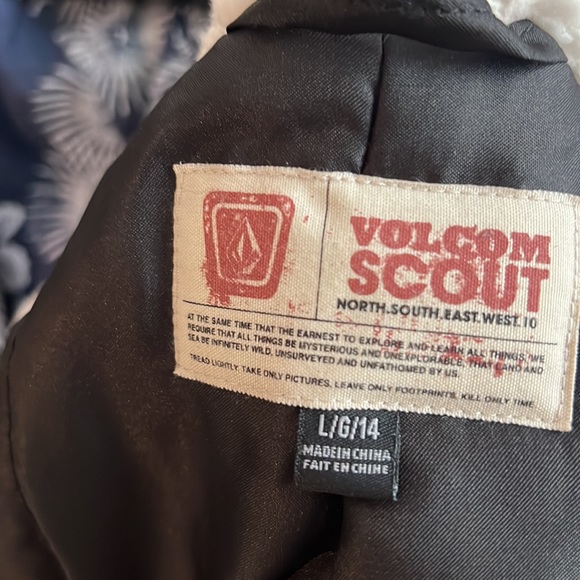 VOLCOM
SCOUT
NORTH.SOUTH.EAST.WEST.10
AT THE SAME TIME THAT THE EARNEST TO EXPLORE AND LEARN ALL THINGS, WE
REQUIRE THAT ALL THINGS BE MYSTERIOUS AND UNEXPLORABLE, THAT LAND AND
SEA BE INFINITELY WILD, UNSURVEYED AND UNFATHOMED BY US.
TREAD LIGHTLY. TAKE ONLY PICTURES. LEAVE ONLY FOOTPRINTS. KILL ONLY TIME.
L/G/14
MADE IN CHINA
FAIT EN CHINE